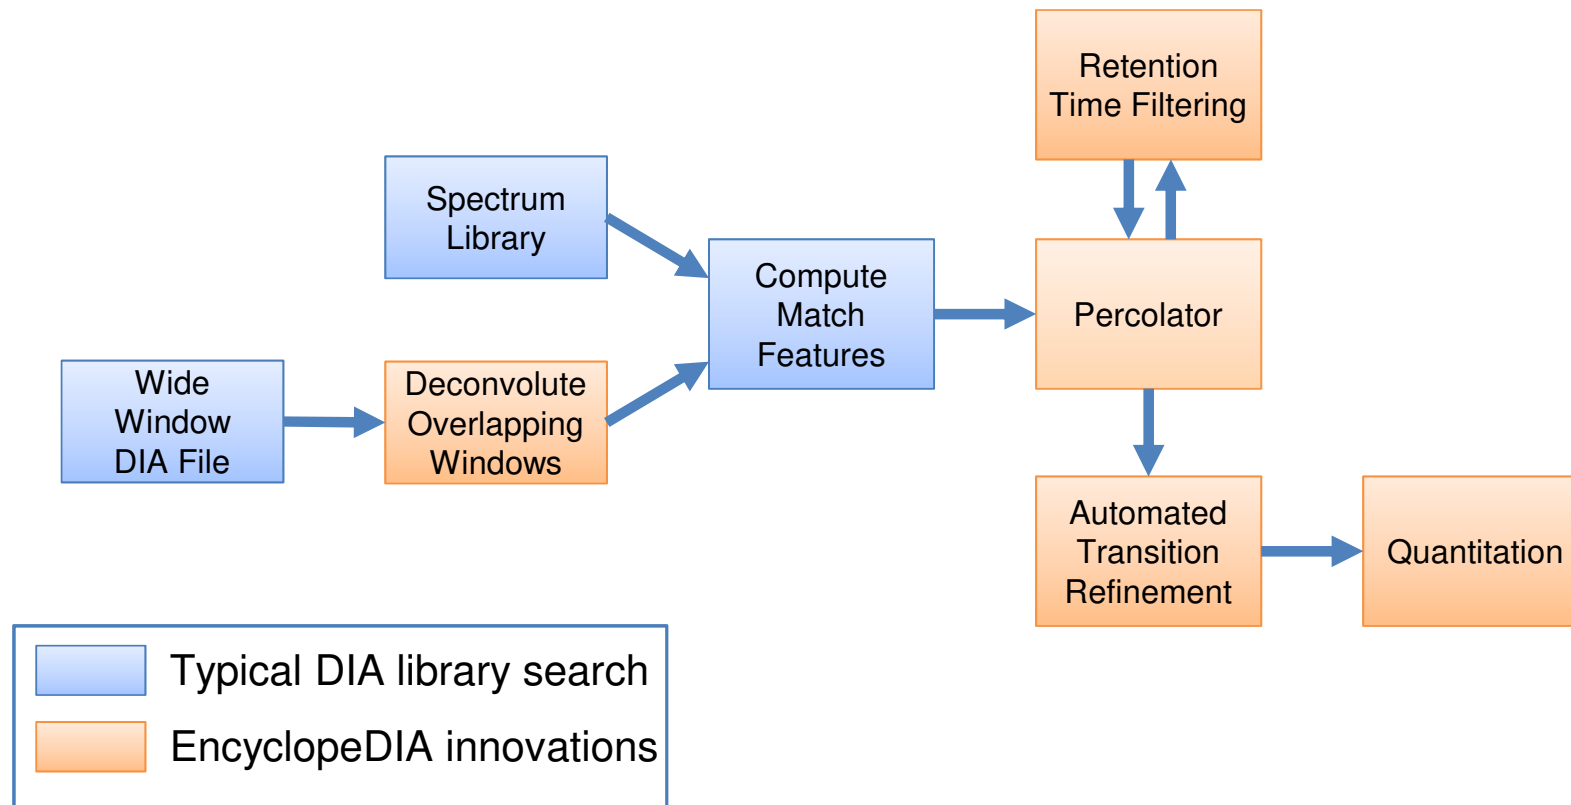 Retention
Time Filtering
Spectrum
Library
Compute
Match
Features
Percolator
Wide
Window
DIA File
Deconvolute
Overlapping
Windows
Automated
Transition
Refinement
Quantitation
Typical DIA library search
EncyclopeDIA innovations